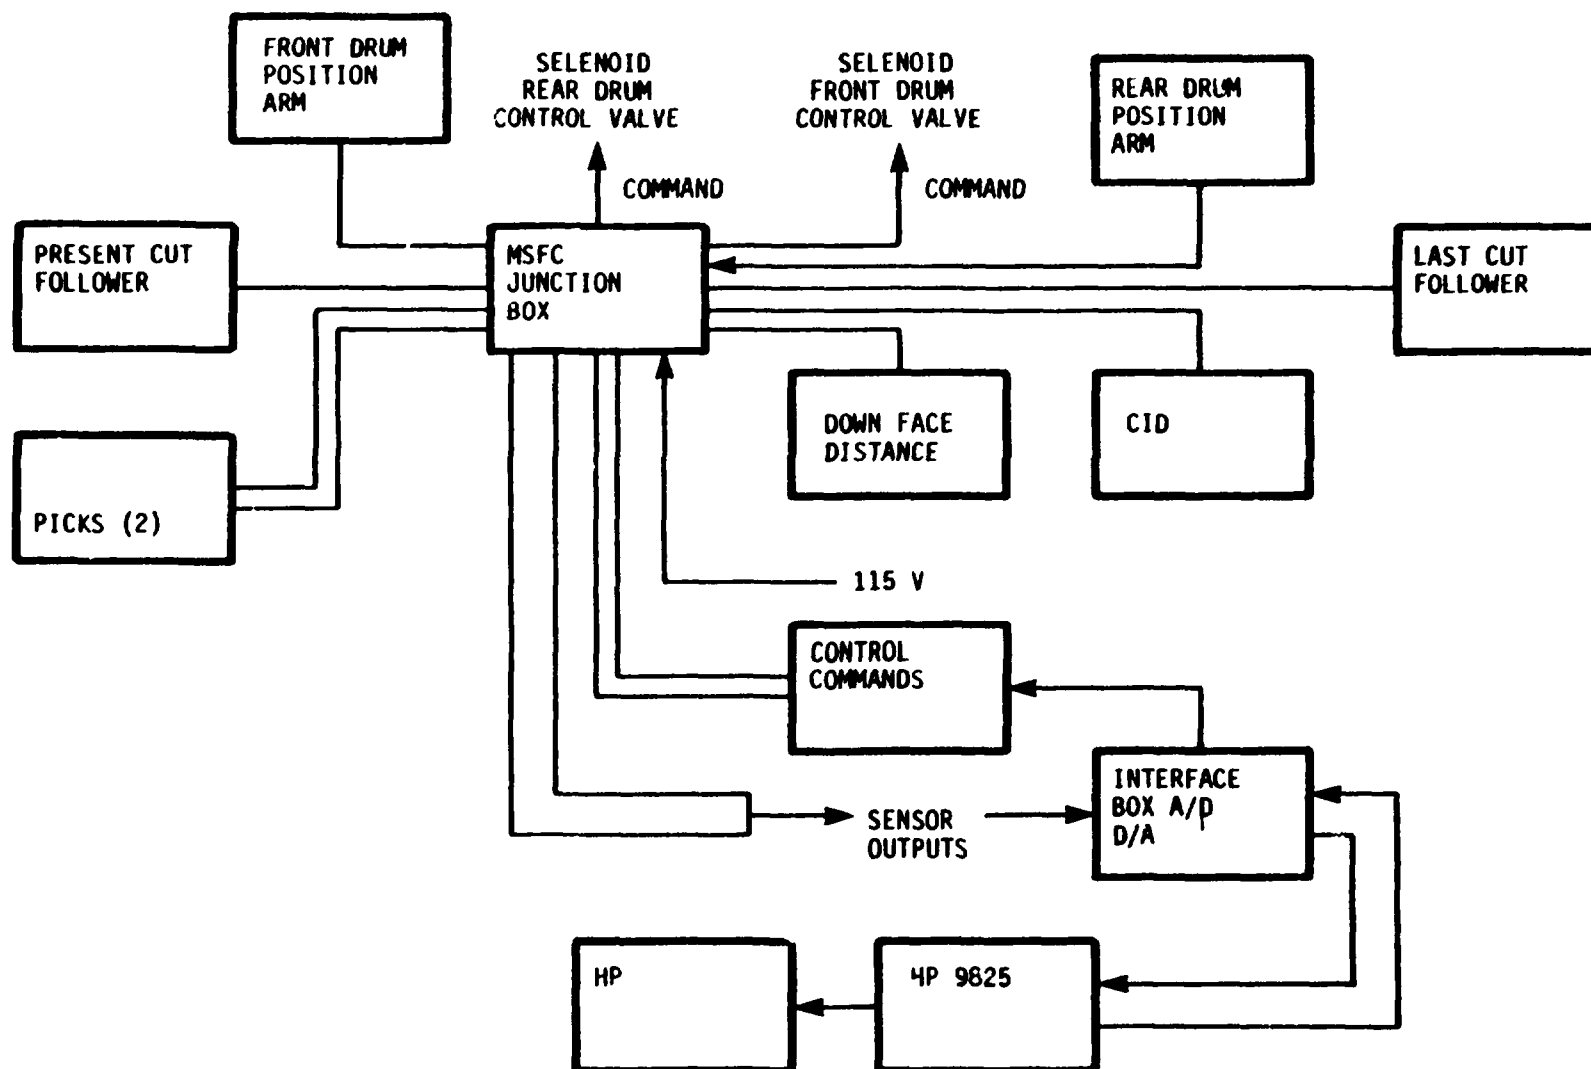 FRONT DRUM
POSITION
ARM
SELENOID
REAR DRUM
CONTROL VALVE
SELENOID
FRONT DRUM
CONTROL VALVE
REAR DRUM
POSITION
ARM
COMMAND
COMMAND
PRESENT CUT
FOLLOWER
MSFC
JUNCTION
BOX
LAST CUT
FOLLOWER
DOWN FACE
DISTANCE
CID
PICKS (2)
115 V
CONTROL
COMMANDS
INTERFACE
BOX A/D
D/A
SENSOR
OUTPUTS
HP
HP 9825